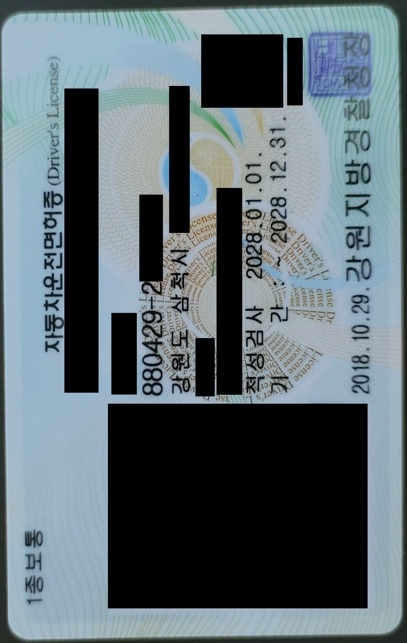 1종보통
자동차운전면허증 (Driver's License)
880429-2
강원도 삼척시
적성검사 2028.01.01.
기 간 : ~ 2028.12.31.
2018.10.29. 강원지방경찰청장